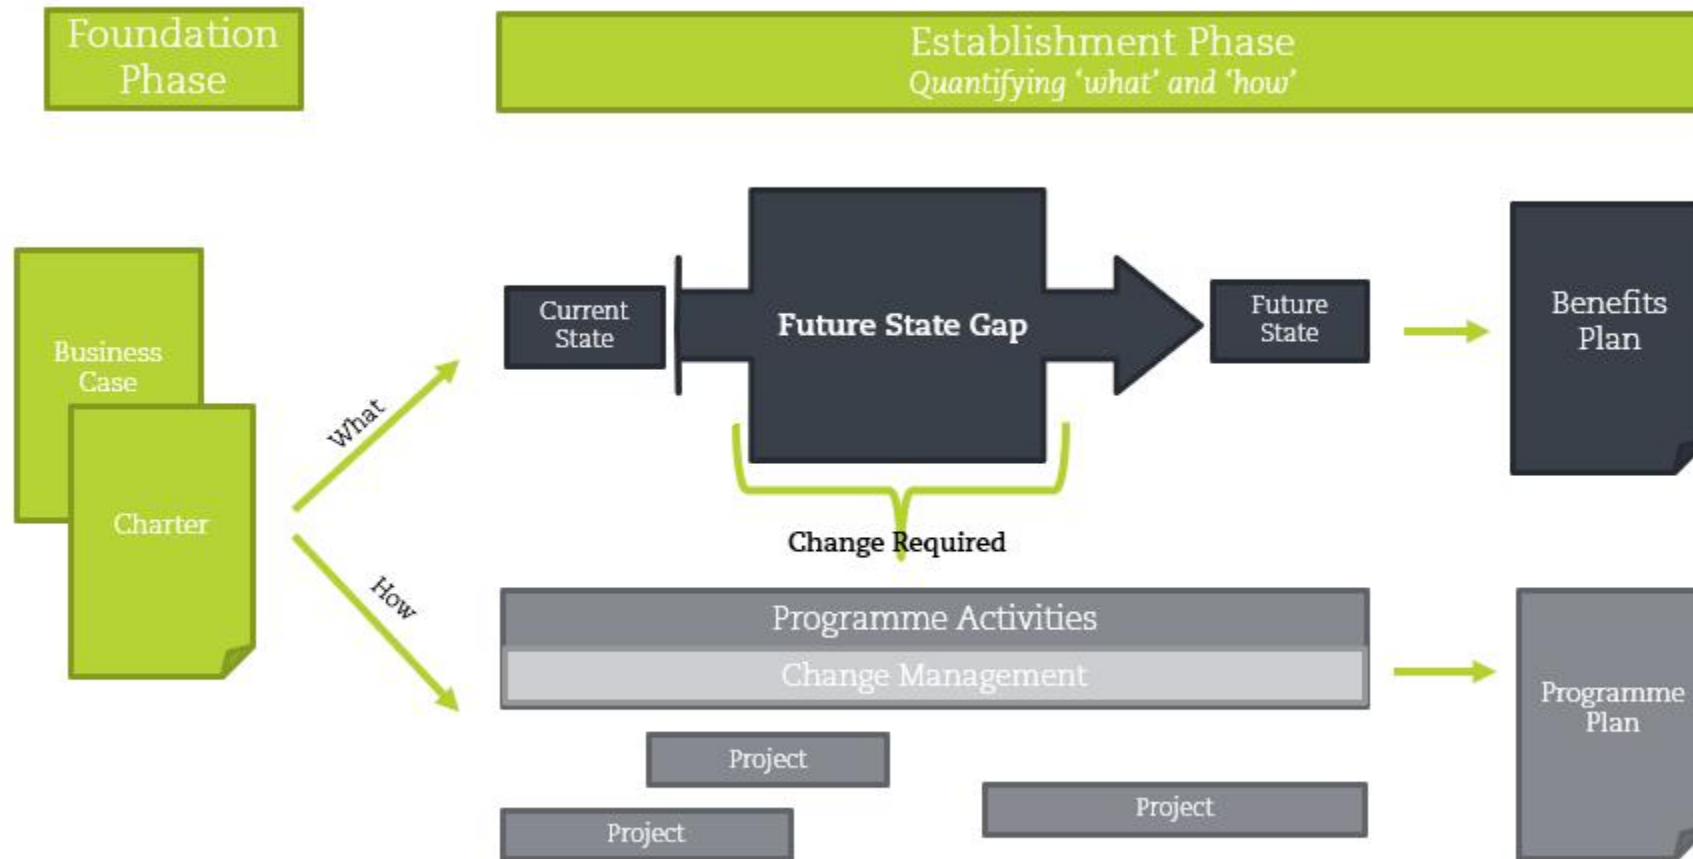 Foundation
Phase
Establishment Phase
Quantifying ‘what’ and ‘how’
Business
Case
Charter
What
How
Current
State
Future State Gap
Future
State
Benefits
Plan
Change Required
Programme Activities
Change Management
Programme
Plan
Project
Project
Project